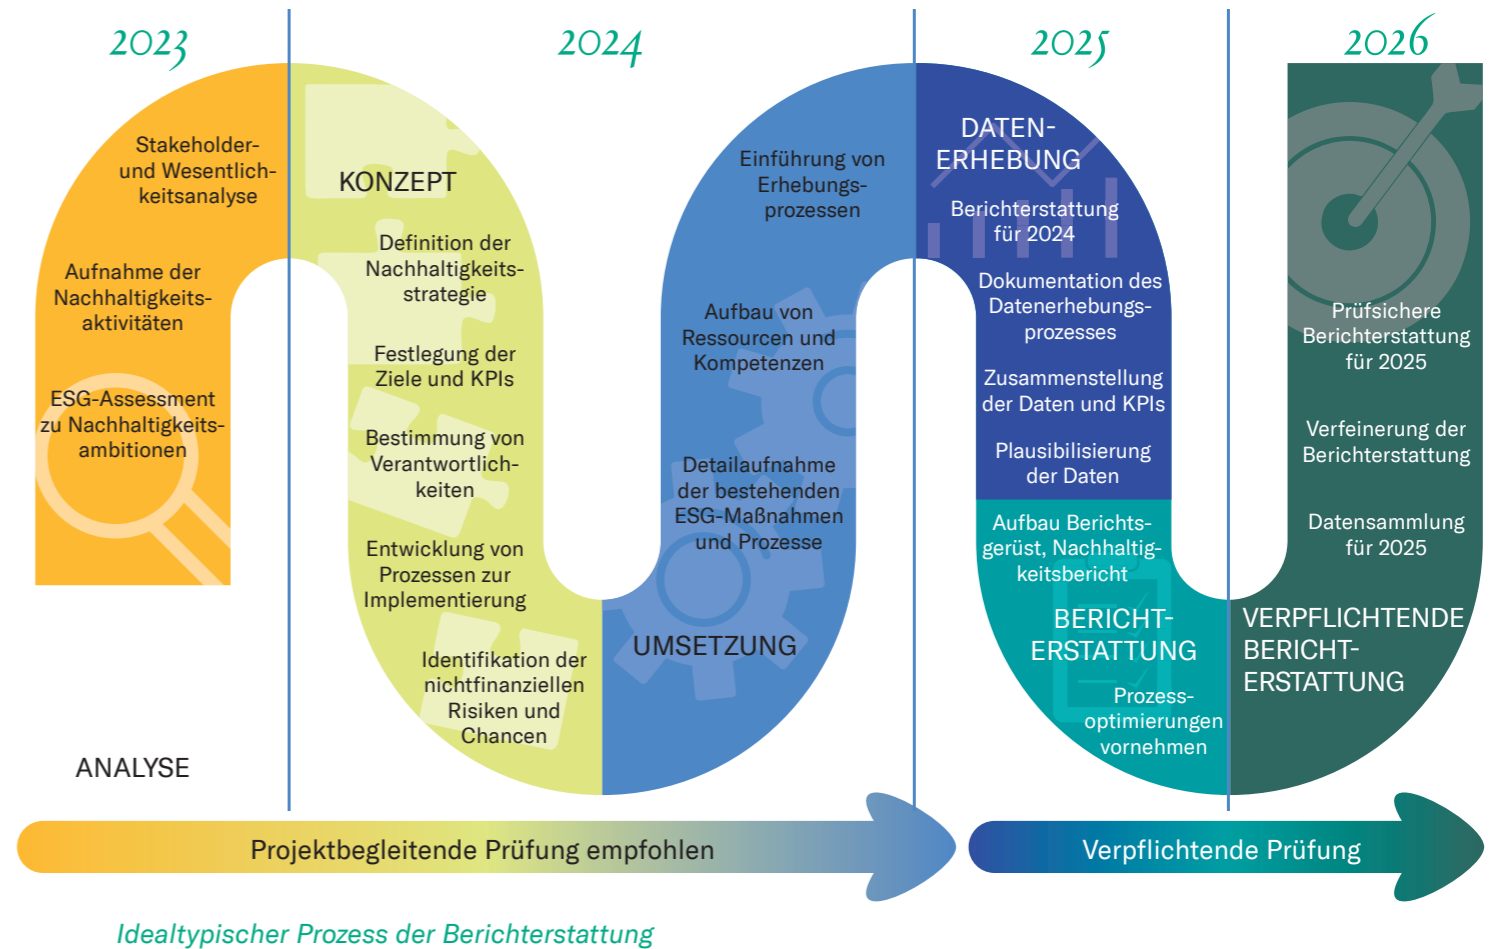 2023
2024
2025
2026
Stakeholder-
und Wesentlich-
keitsanalyse
Aufnahme der
Nachhaltigkeits-
aktivitäten
ESG-Assessment
zu Nachhaltigkeits-
ambitionen
ANALYSE
KONZEPT
Definition der
Nachhaltigkeits-
strategie
Festlegung der
Ziele und KPIs
Bestimmung von
Verantwortlich-
keiten
Entwicklung von
Prozessen zur
Implementierung
Identifikation der
nichtfinanziellen
Risiken und
Chancen
Einführung von
Erhebungs-
prozessen
Aufbau von
Ressourcen und
Kompetenzen
Detailaufnahme
der bestehenden
ESG-Maßnahmen
und Prozesse
UMSETZUNG
DATEN-
ERHEBUNG
Berichterstattung
für 2024
Dokumentation des
Datenerhebungs-
prozesses
Zusammenstellung
der Daten und KPIs
Plausibilisierung
der Daten
Aufbau Berichts-
gerüst, Nachhaltig-
keitsbericht
BERICHT-
ERSTATTUNG
Prozess-
optimierungen
vornehmen
Prüfsichere
Berichterstattung
für 2025
Verfeinerung der
Berichterstattung
Datensammlung
für 2025
VERPFLICHTENDE
BERICHT-
ERSTATTUNG
Projektbegleitende Prüfung empfohlen
Verpflichtende Prüfung
Idealtypischer Prozess der Berichterstattung